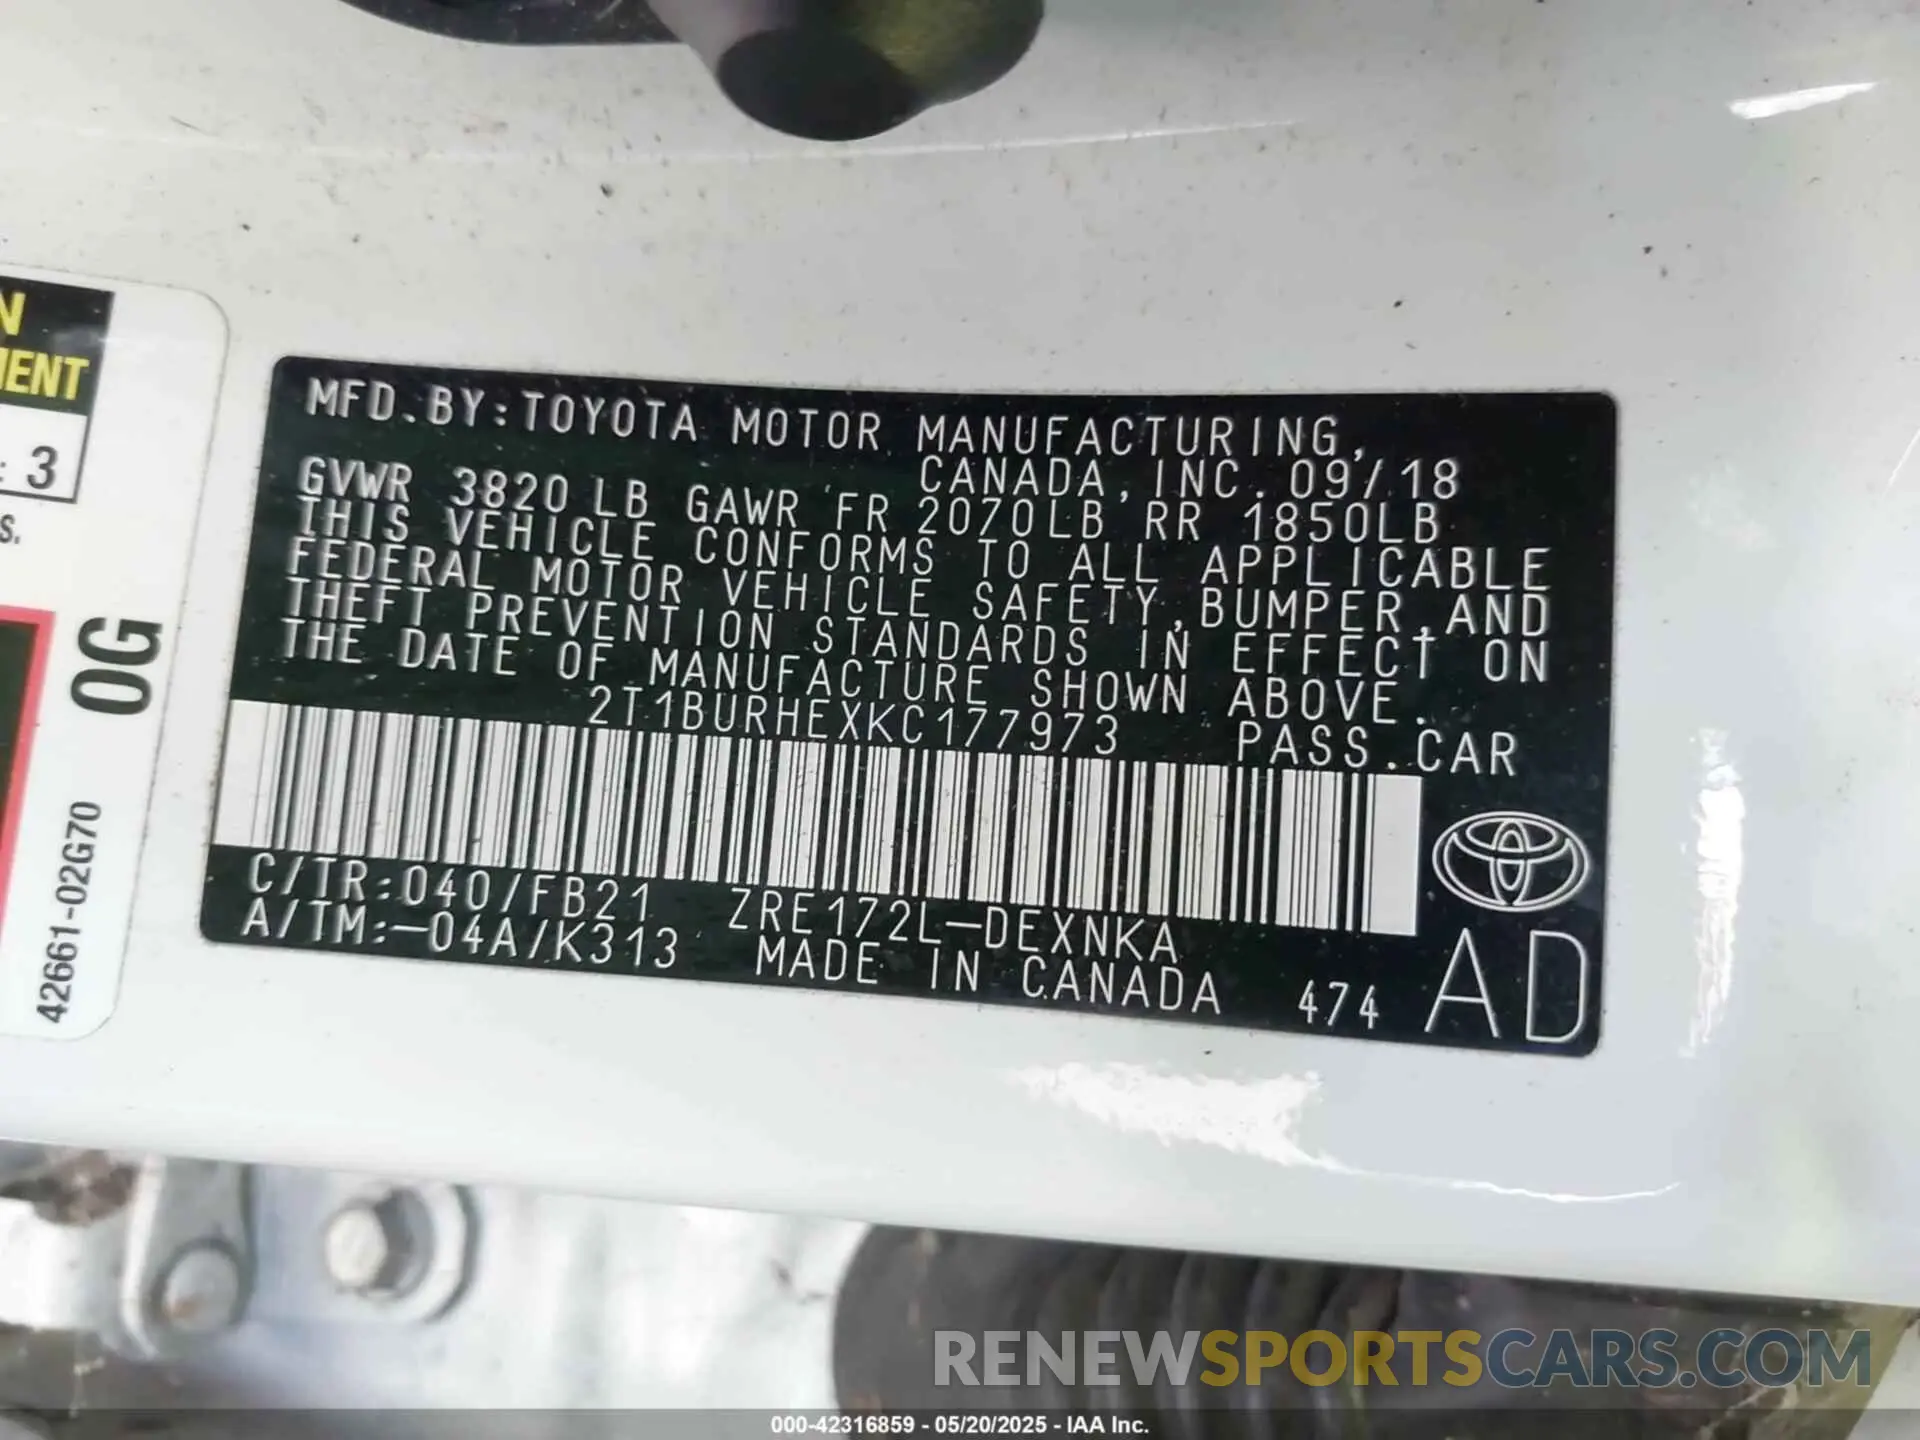 N
MENT
: 3
S.
0G
42661-02G70
MFD.BY:TOYOTA MOTOR MANUFACTURING,
CANADA, INC. 09/18
GVWR 3820 LB GAWR FR 2070LB RR 1850LB
THIS VEHICLE CONFORMS TO ALL APPLICABLE
FEDERAL MOTOR VEHICLE SAFETY,BUMPER,AND
THEFT PREVENTION STANDARDS IN EFFECT ON
THE DATE OF MANUFACTURE SHOWN ABOVE.
2T1BURHEXKC177973 PASS.CAR
C/TR:040/FB21 ZRE172L-DEXNKA
A/TM:-04A/K313 MADE IN CANADA 474 AD
RENEWSPORTSCARS.COM
000-42316859 - 05/20/2025 - IAA Inc.